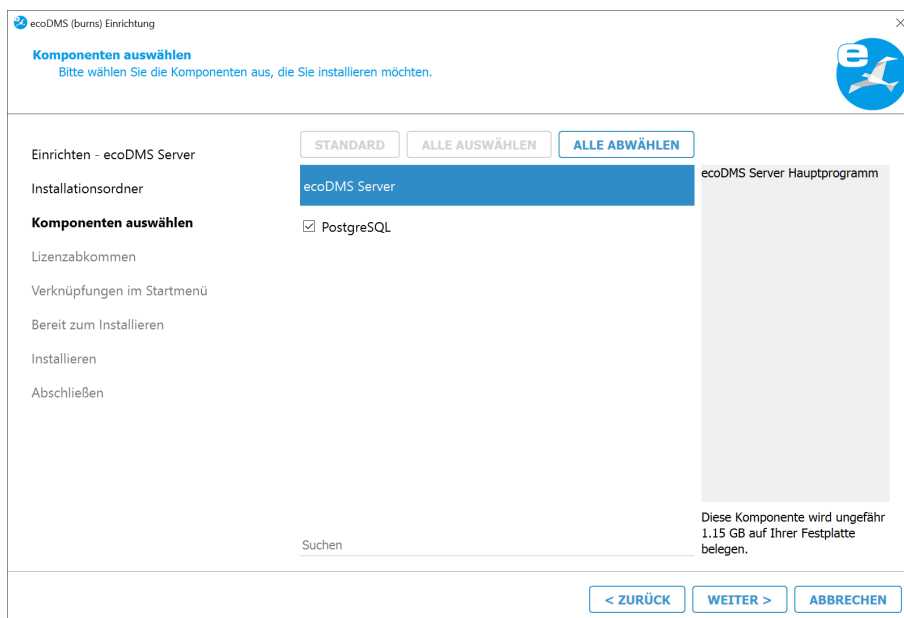 ecoDMS (burns) Einrichtung
Komponenten auswählen
Bitte wählen Sie die Komponenten aus, die Sie installieren möchten.
e
Einrichten - ecoDMS Server
Installationsordner
Komponenten auswählen
Lizenzabkommen
Verknüpfungen im Startmenü
Bereit zum Installieren
Installieren
Abschließen
STANDARD ALLE AUSWÄHLEN ALLE ABWÄHLEN
ecoDMS Server
PostgreSQL
Suchen
ecoDMS Server Hauptprogramm
Diese Komponente wird ungefähr
1.15 GB auf Ihrer Festplatte
belegen.
< ZURÜCK WEITER > ABBRECHEN